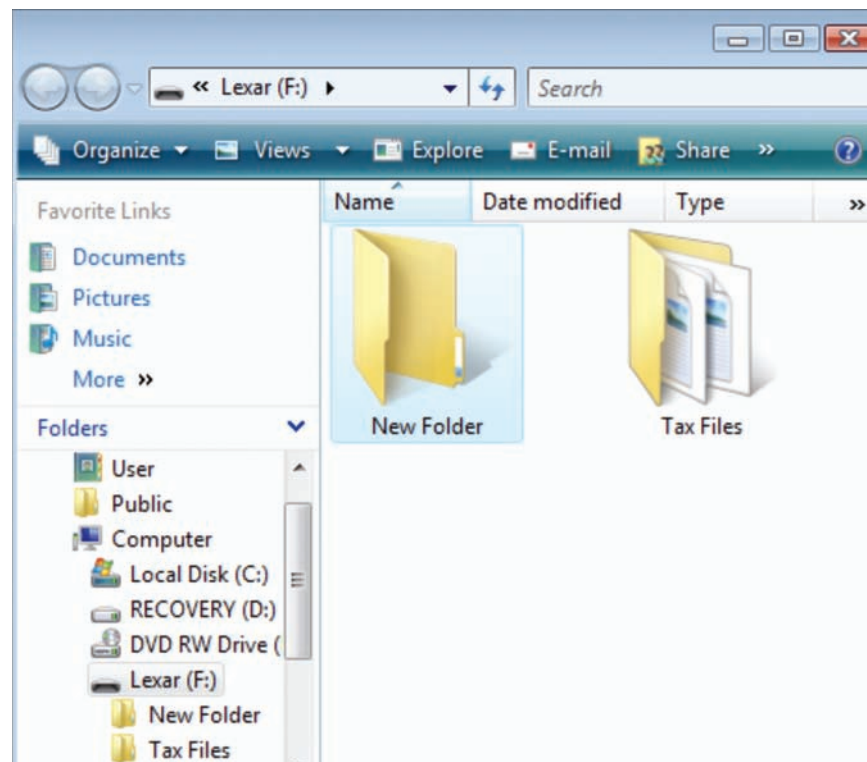 « Lexar (F:)
Search
Organize Views Explore E-mail Share »
Favorite Links
Documents
Pictures
Music
More »
Folders
User
Public
Computer
Local Disk (C:)
RECOVERY (D:)
DVD RW Drive (
Lexar (F:)
New Folder
Tax Files
Name Date modified Type »
New Folder Tax Files